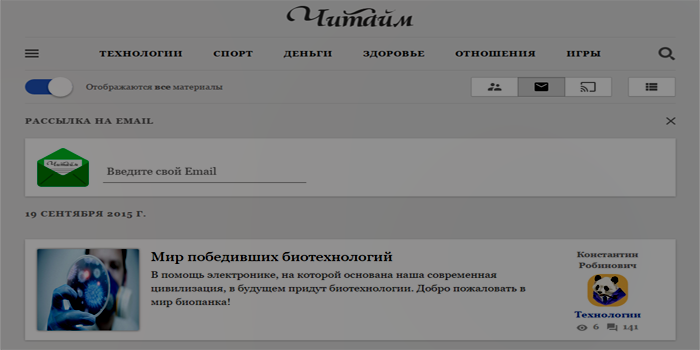 Читайм
ТЕХНОЛОГИИ СПОРТ ДЕНЬГИ ЗДОРОВЬЕ ОТНОШЕНИЯ ИГРЫ
Отображаются все материалы
РАССЫЛКА НА EMAIL
Читайм
Введите свой Email
19 СЕНТЯБРЯ 2015 Г.
Мир победивших биотехнологий
В помощь электронике, на которой основана наша современная
цивилизация, в будущем придут биотехнологии. Добро пожаловать в
мир биопанка!
Константин
Робинович
Технологии
6 141